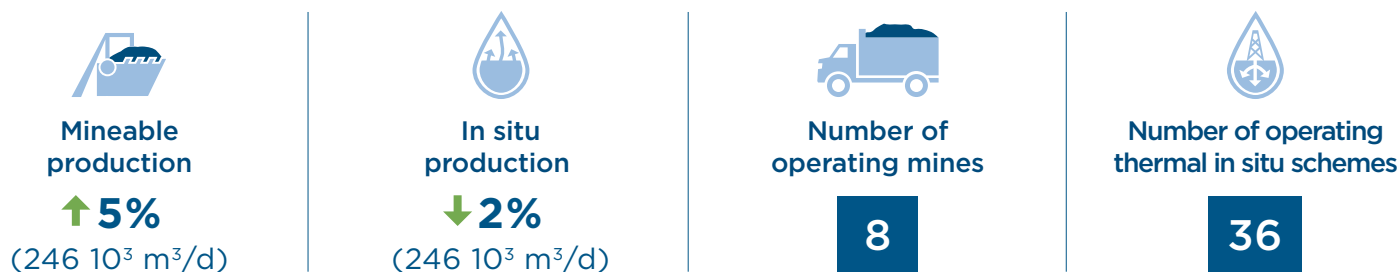 Mineable
production
5%
(246 10³ m³/d)
In situ
production
2%
(246 10³ m³/d)
Number of
operating mines
8
Number of operating
thermal in situ schemes
36